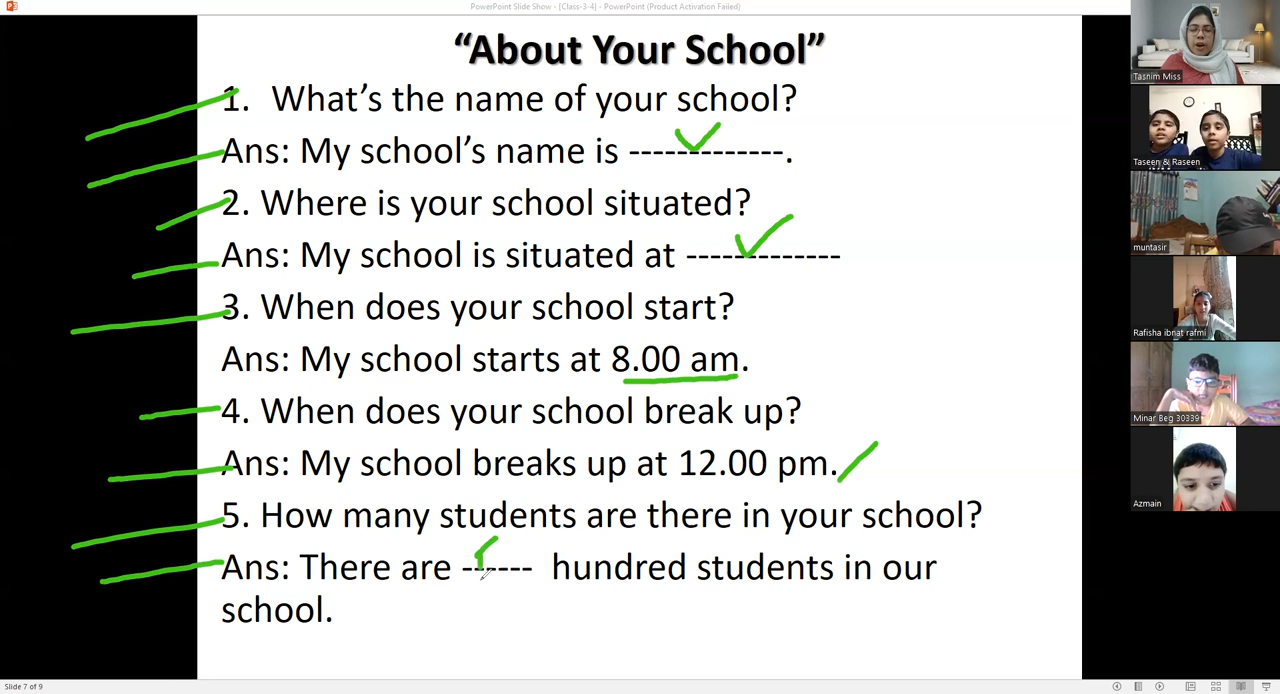 PowerPoint Slide Show - [Class-3-4] - PowerPoint (Product Activation Failed)
“About Your School”
1. What’s the name of your school?
Ans: My school’s name is -------------.
2. Where is your school situated?
Ans: My school is situated at -------------
3. When does your school start?
Ans: My school starts at 8.00 am.
4. When does your school break up?
Ans: My school breaks up at 12.00 pm.
5. How many students are there in your school?
Ans: There are ------ hundred students in our
school.
Tasnim Miss
Taseen & Raseen
muntasir
Rafisha ibnat rafmi
Minar Beg 30339
Azmain
Slide 7 of 9